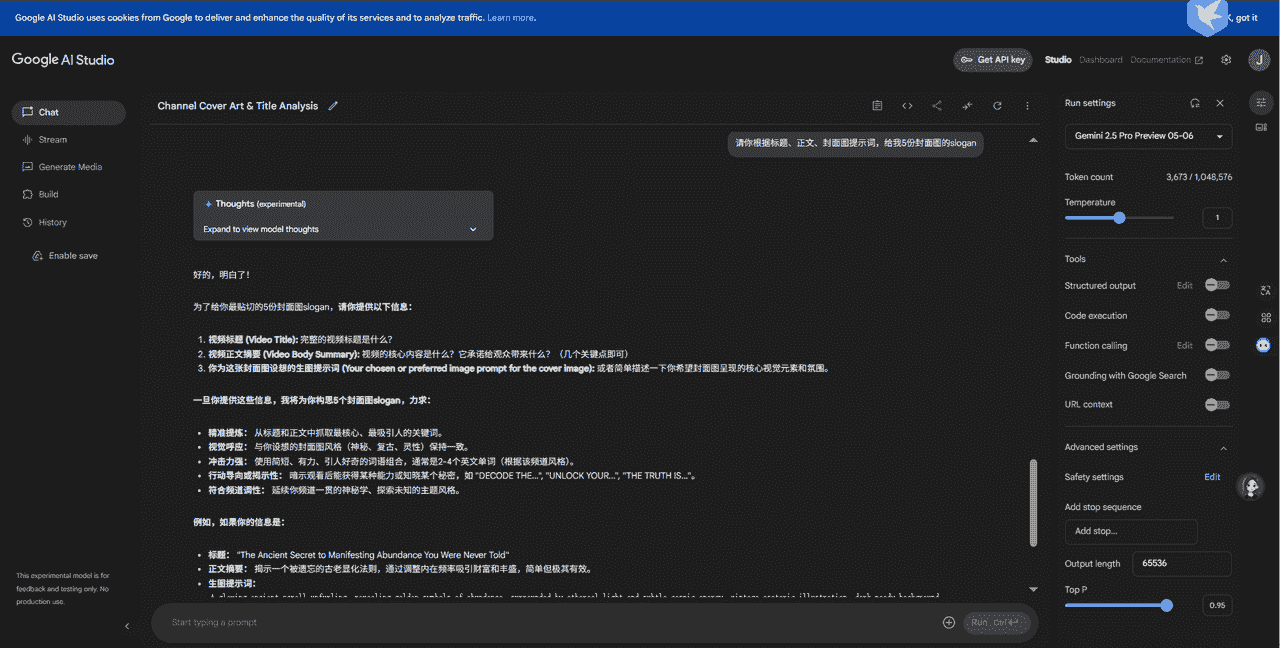 Google AI Studio uses cookies from Google to deliver and enhance the quality of its services and to analyze traffic. Learn more.
got it
Google AI Studio
Get API key
Studio
Dashboard
Documentation
J
Chat
Stream
Generate Media
Build
History
Enable save
This experimental model is for
feedback and testing only. No
production use.
Channel Cover Art & Title Analysis
请你根据标题、正文、封面图提示词，给我5份封面图的slogan
Thoughts (experimental)
Expand to view model thoughts
好的，明白了！
为了给你最贴切的5份封面图slogan，请你提供以下信息：
1. 视频标题 (Video Title): 完整的视频标题是什么？
2. 视频正文摘要 (Video Body Summary): 视频的核心内容是什么？它承诺给观众带来什么？（几个关键点即可）
3. 你为这张封面图设想的生图提示词 (Your chosen or preferred image prompt for the cover image): 或者简单描述一下你希望封面图呈现的核心视觉元素和氛围。
一旦你提供这些信息，我将为你构思5个封面图slogan，力求：
• 精准提炼： 从标题和正文中抓取最核心、最吸引人的关键词。
• 视觉呼应： 与你设想的封面图风格（神秘、复古、灵性）保持一致。
• 冲击力强： 使用简短、有力、引人好奇的词语组合，通常是2-4个英文单词（根据该频道风格）。
• 行动导向或揭示性： 暗示观看后能获得某种能力或知晓某个秘密，如 "DECODE THE...", "UNLOCK YOUR...", "THE TRUTH IS..."。
• 符合频道调性： 延续你频道一贯的神秘学、探索未知的主题风格。
例如，如果你的信息是：
• 标题： "The Ancient Secret to Manifesting Abundance You Were Never Told"
• 正文摘要： 揭示一个被遗忘的古老显化法则，通过调整内在频率吸引财富和丰盛，简单但极其有效。
• 生图提示词：
Start typing a prompt
Run Ctrl
Run settings
Gemini 2.5 Pro Preview 05-06
Token count
3,673 / 1,048,576
Temperature
1
Tools
Structured output
Edit
Code execution
Function calling
Edit
Grounding with Google Search
URL context
Advanced settings
Safety settings
Edit
Add stop sequence
Add stop...
Output length
65536
Top P
0.95